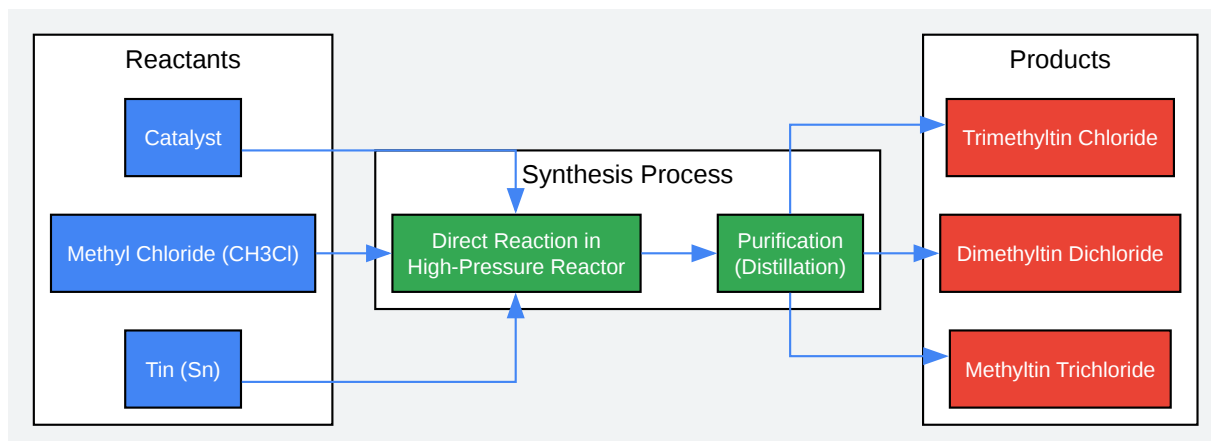 Reactants
Catalyst
Methyl Chloride (CH3Cl)
Tin (Sn)
Synthesis Process
Direct Reaction in
High-Pressure Reactor
Purification
(Distillation)
Products
Trimethyltin Chloride
Dimethyltin Dichloride
Methyltin Trichloride